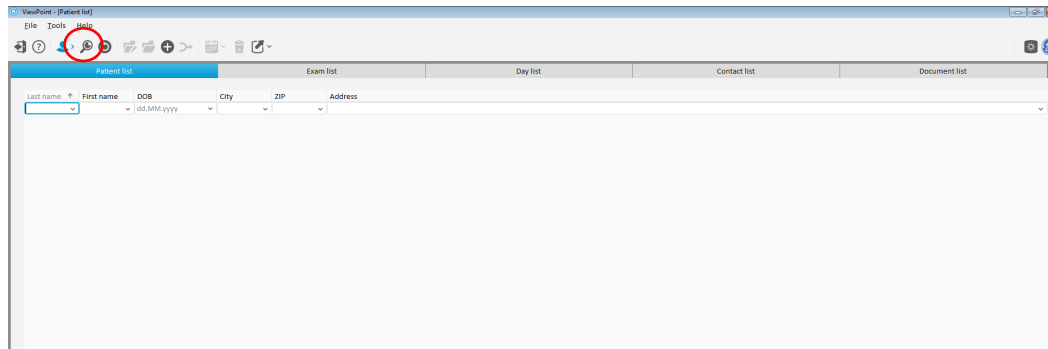 ViewPoint - [Patient list]
File Tools Help
Patient list Exam list Day list Contact list Document list
Last name First name DOB City ZIP Address
dd.MM.yyyy